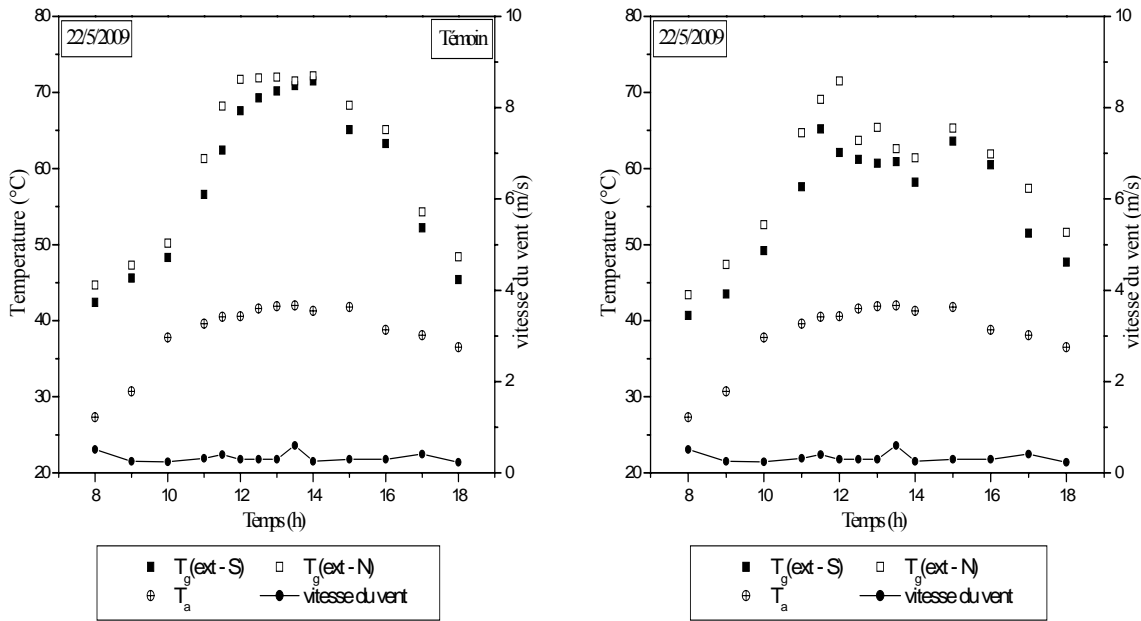 80
70
60
50
40
30
20
Temperature (°C)
22/5/2009
Témoin
10
8
6
4
2
0
vitesse du vent (m/s)
8 10 12 14 16 18
Temps (h)
T_g(ext - S) T_g(ext - N)
T_a vitesse du vent
80
70
60
50
40
30
20
Temperature (°C)
22/5/2009
10
8
6
4
2
0
vitesse du vent (m/s)
8 10 12 14 16 18
Temps (h)
T_g(ext - S) T_g(ext - N)
T_a vitesse du vent